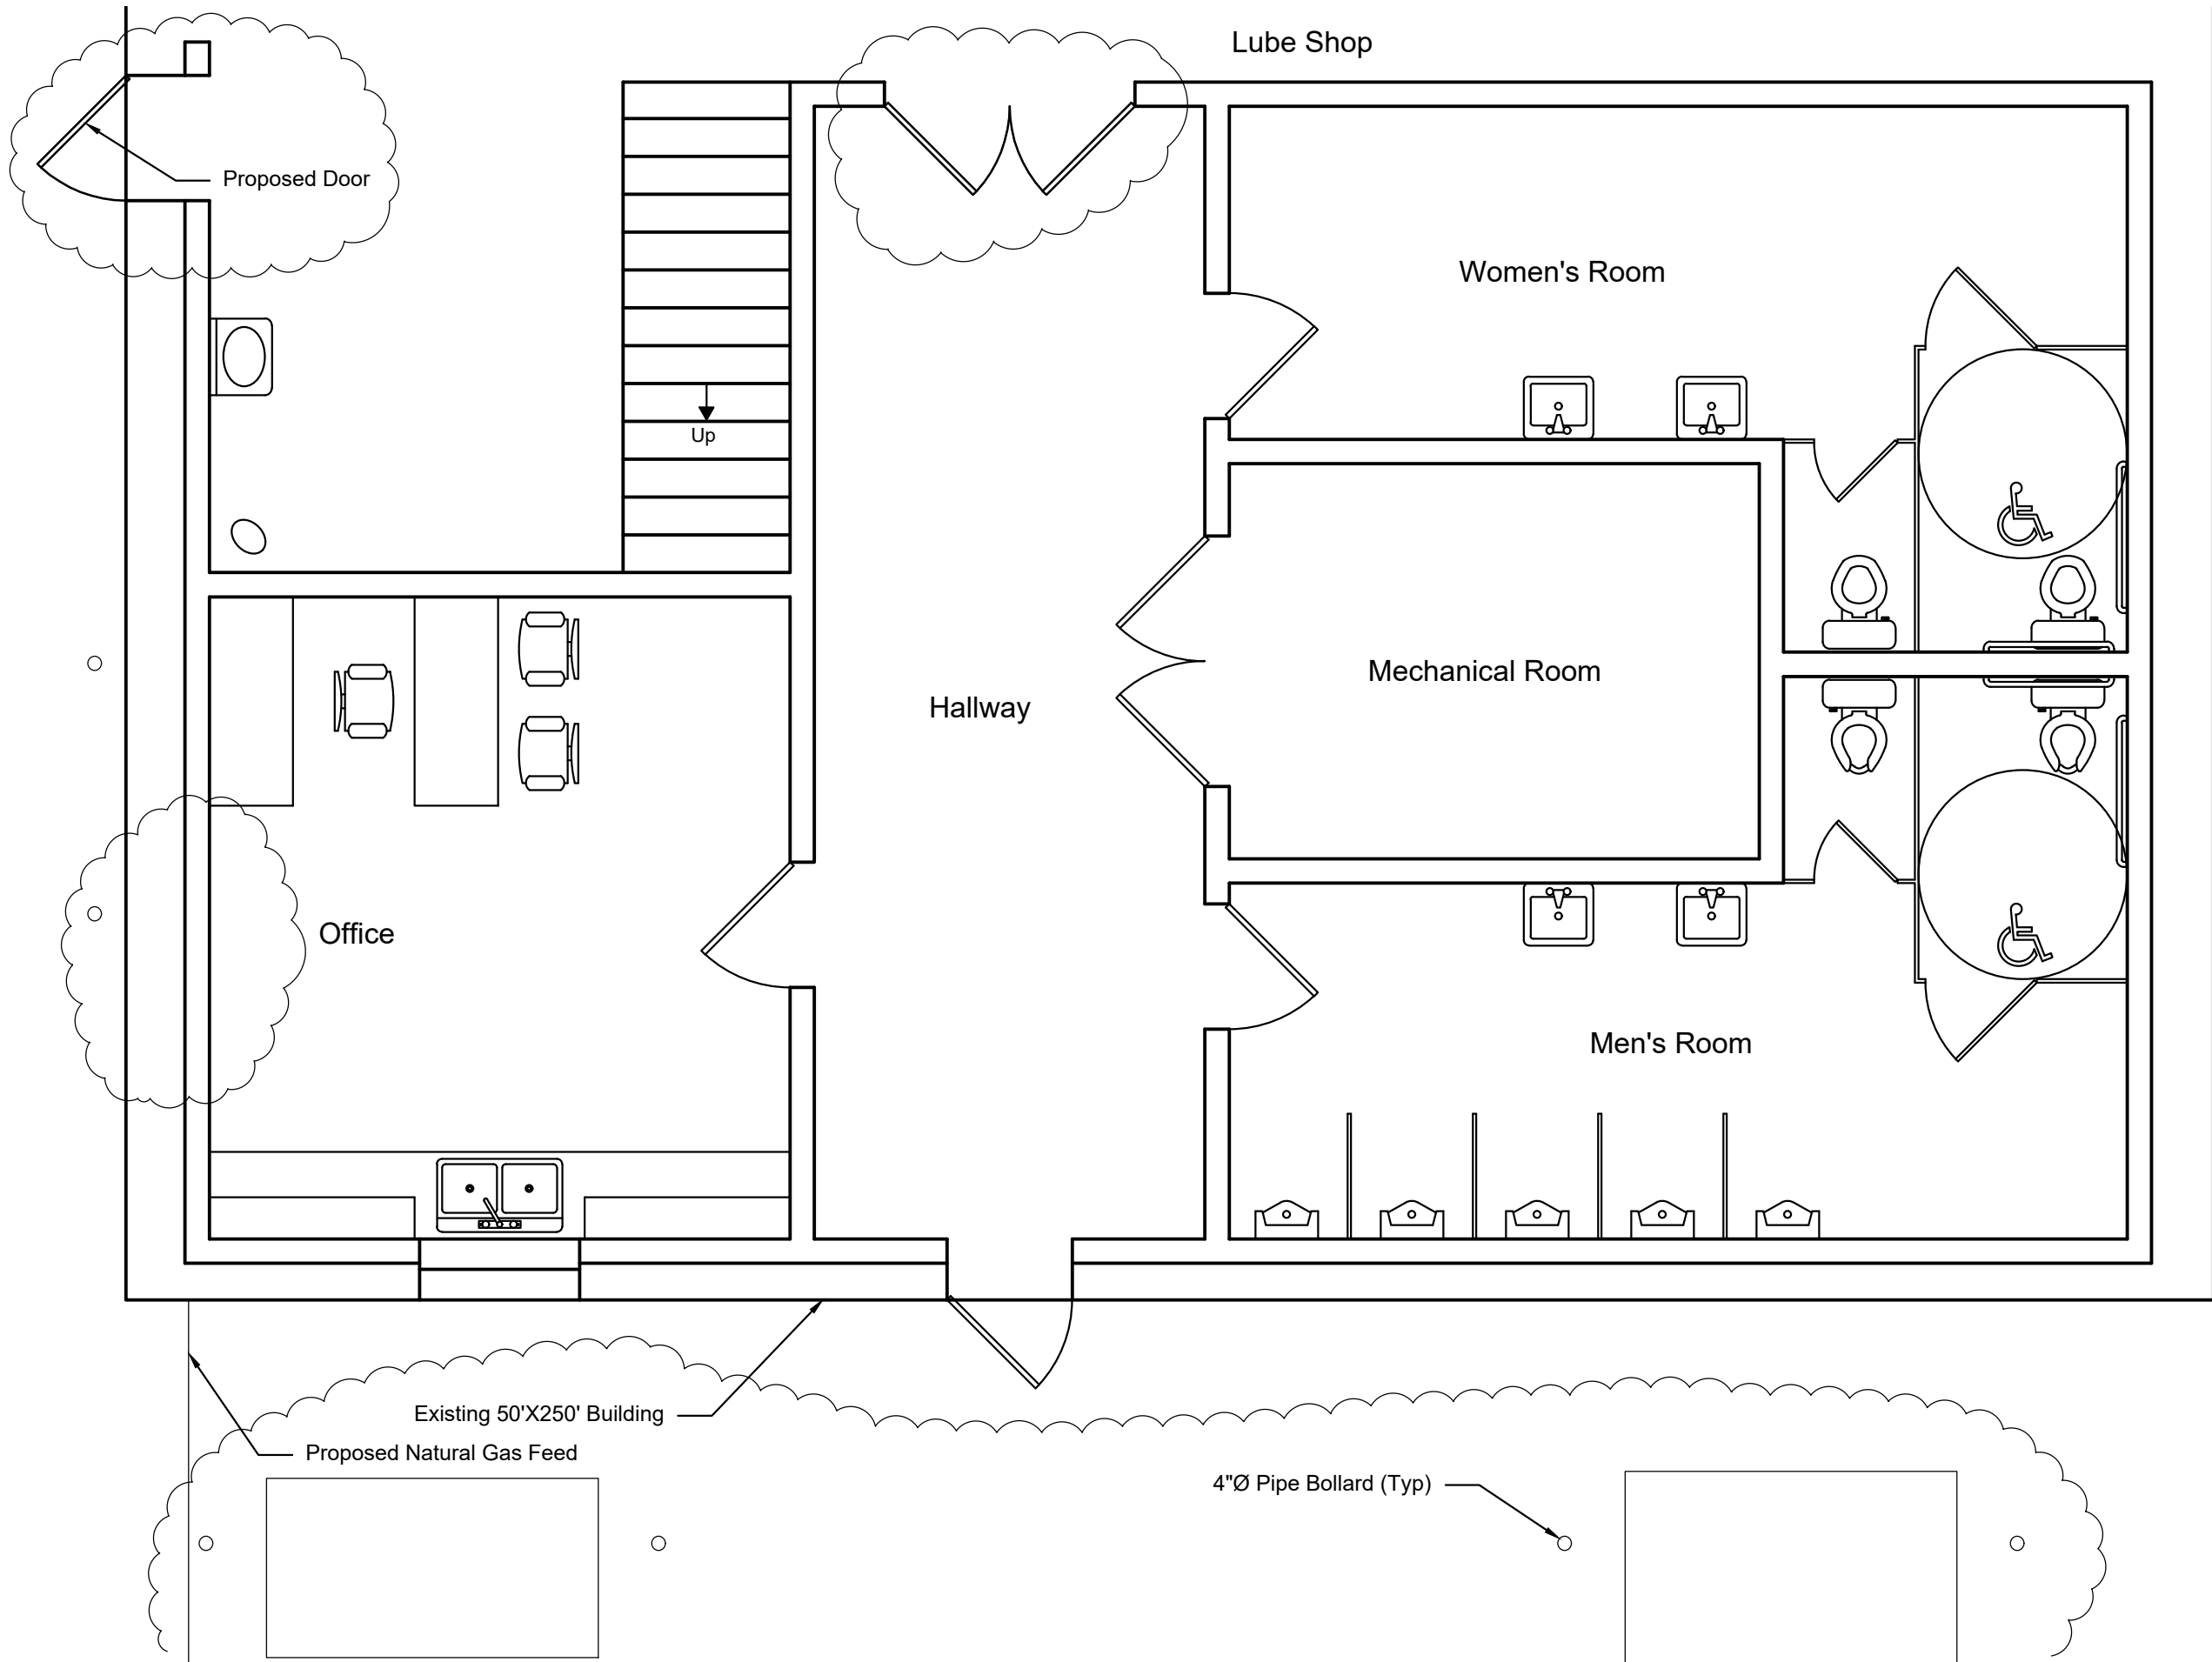 Lube Shop
Proposed Door
Women's Room
Up
Mechanical Room
Hallway
Office
Men's Room
Existing 50'X250' Building
Proposed Natural Gas Feed
4"Ø Pipe Bollard (Typ)